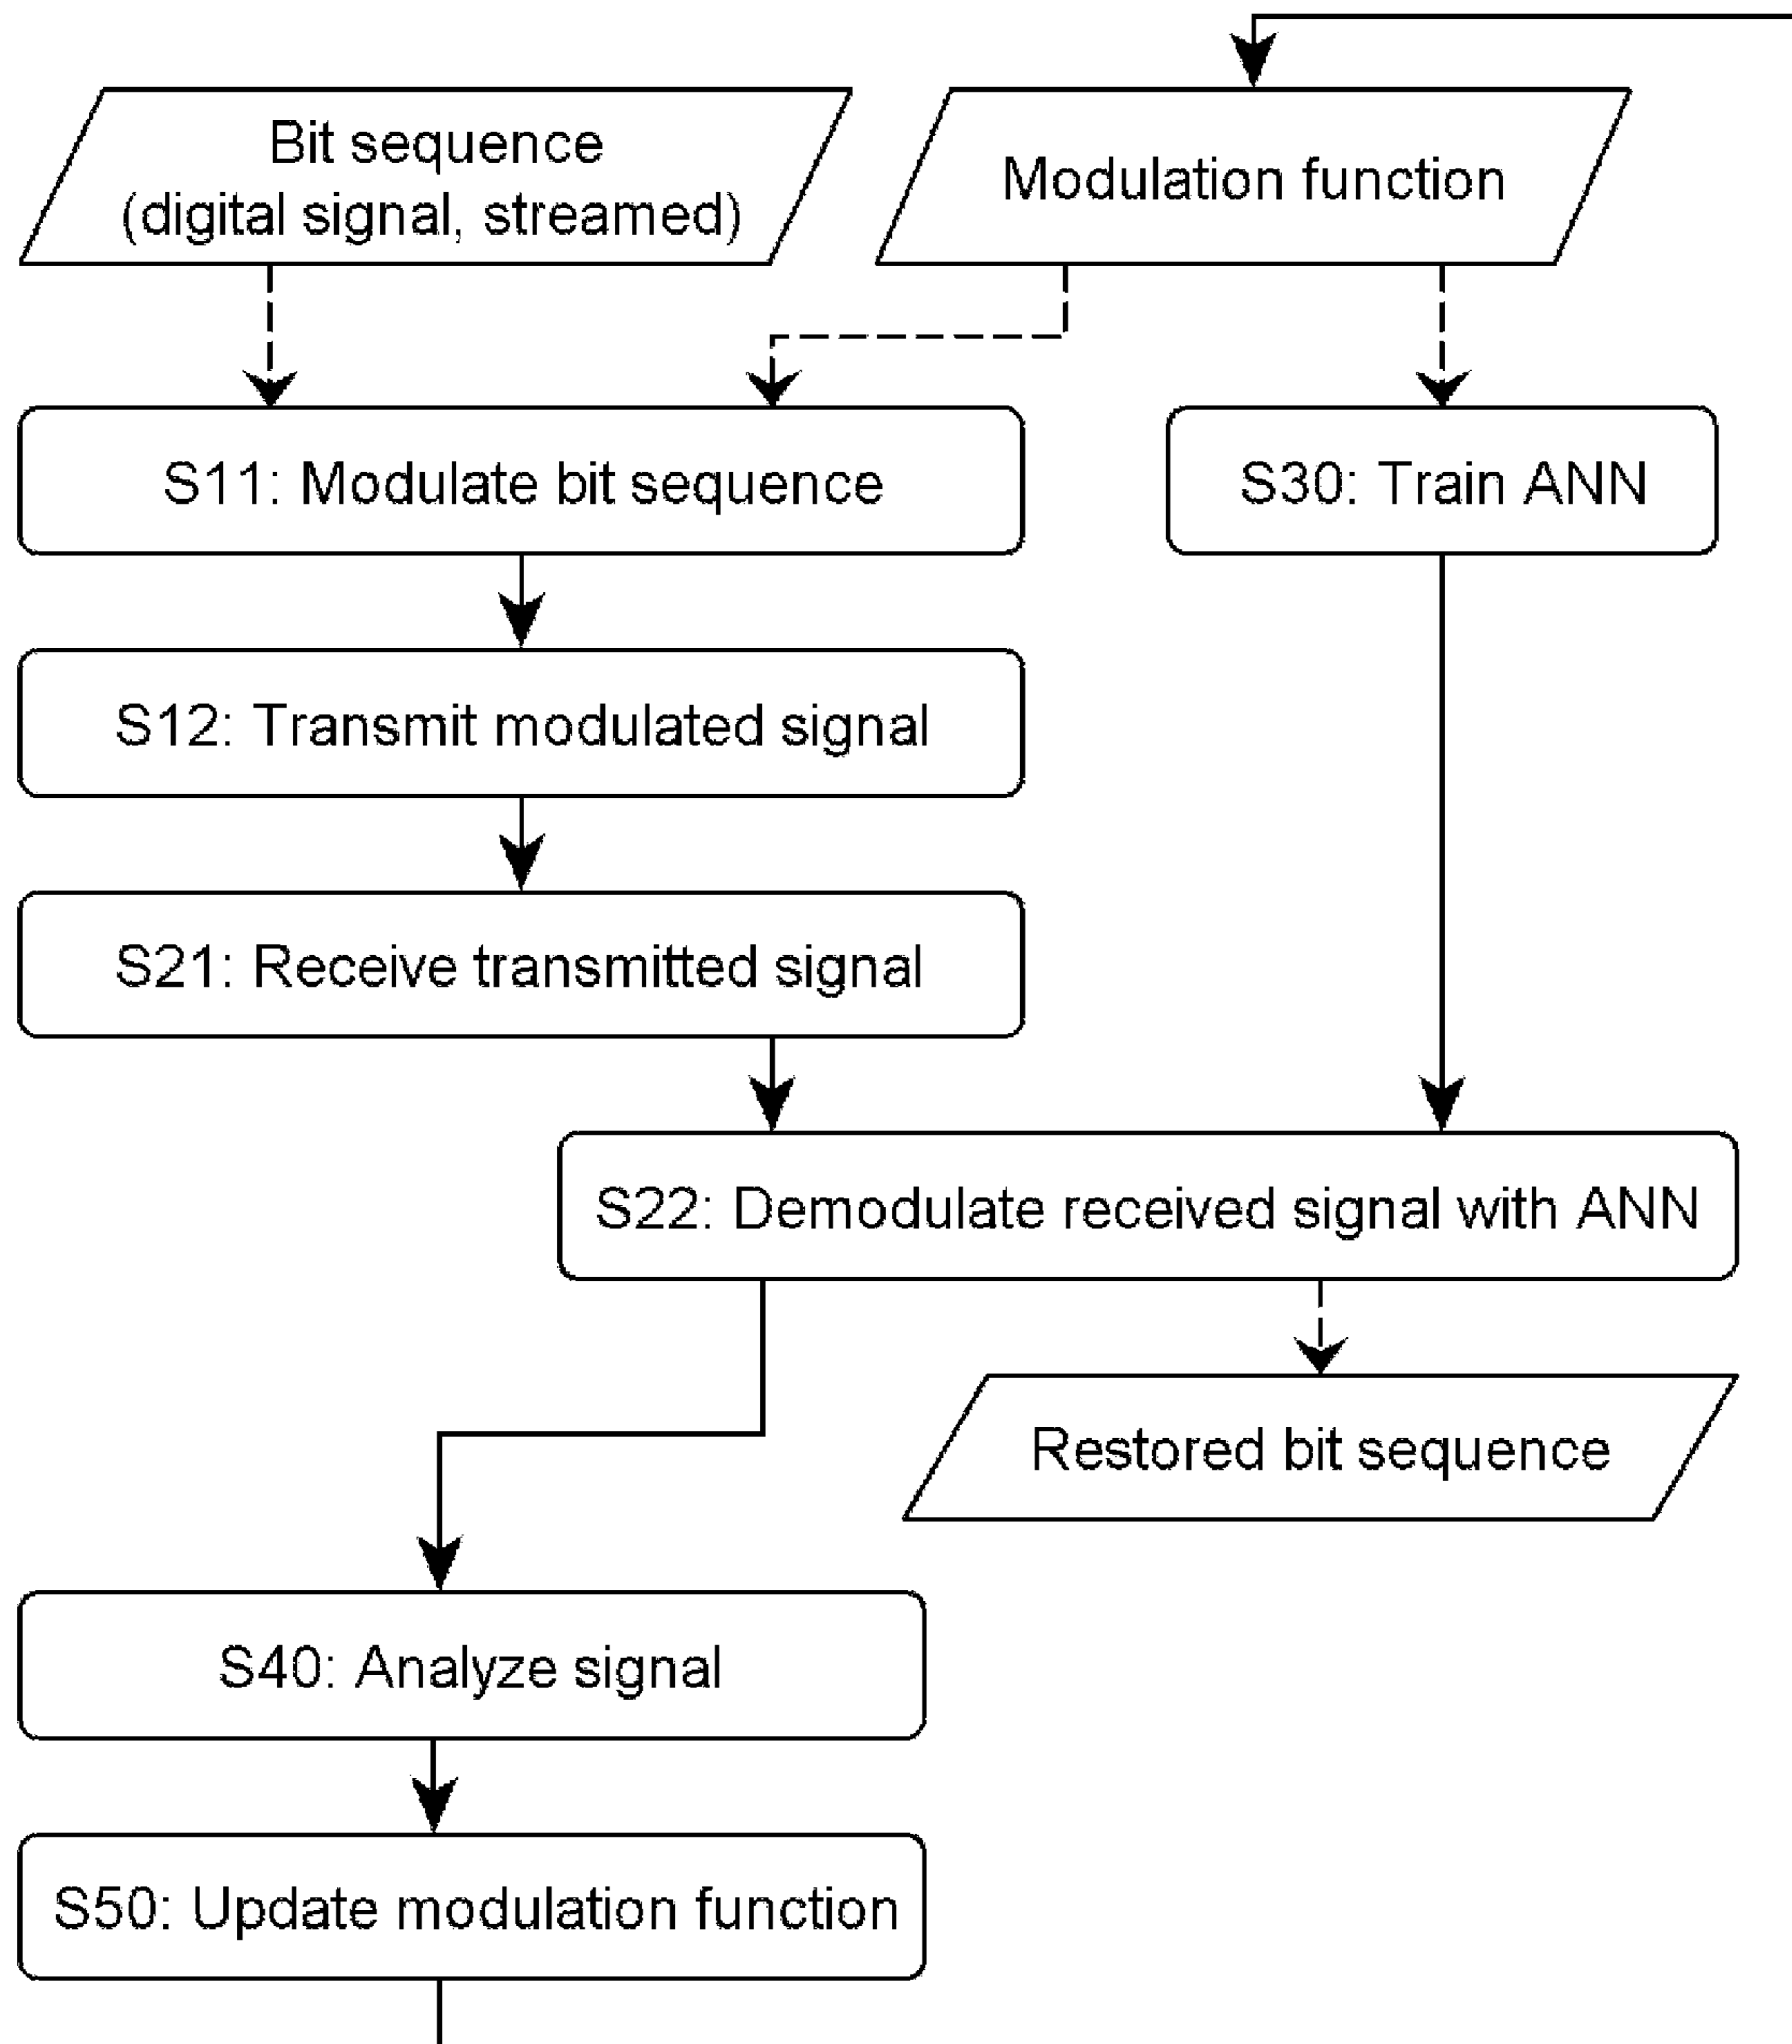 Bit sequence
(digital signal, streamed)
Modulation function
S11: Modulate bit sequence
S30: Train ANN
S12: Transmit modulated signal
S21: Receive transmitted signal
S22: Demodulate received signal with ANN
Restored bit sequence
S40: Analyze signal
S50: Update modulation function